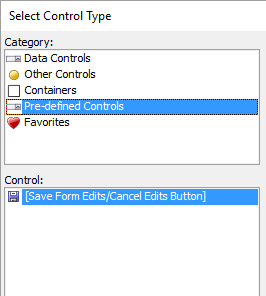 Select Control Type
Category:
Data Controls
Other Controls
Containers
Pre-defined Controls
Favorites
Control:
[Save Form Edits/Cancel Edits Button]